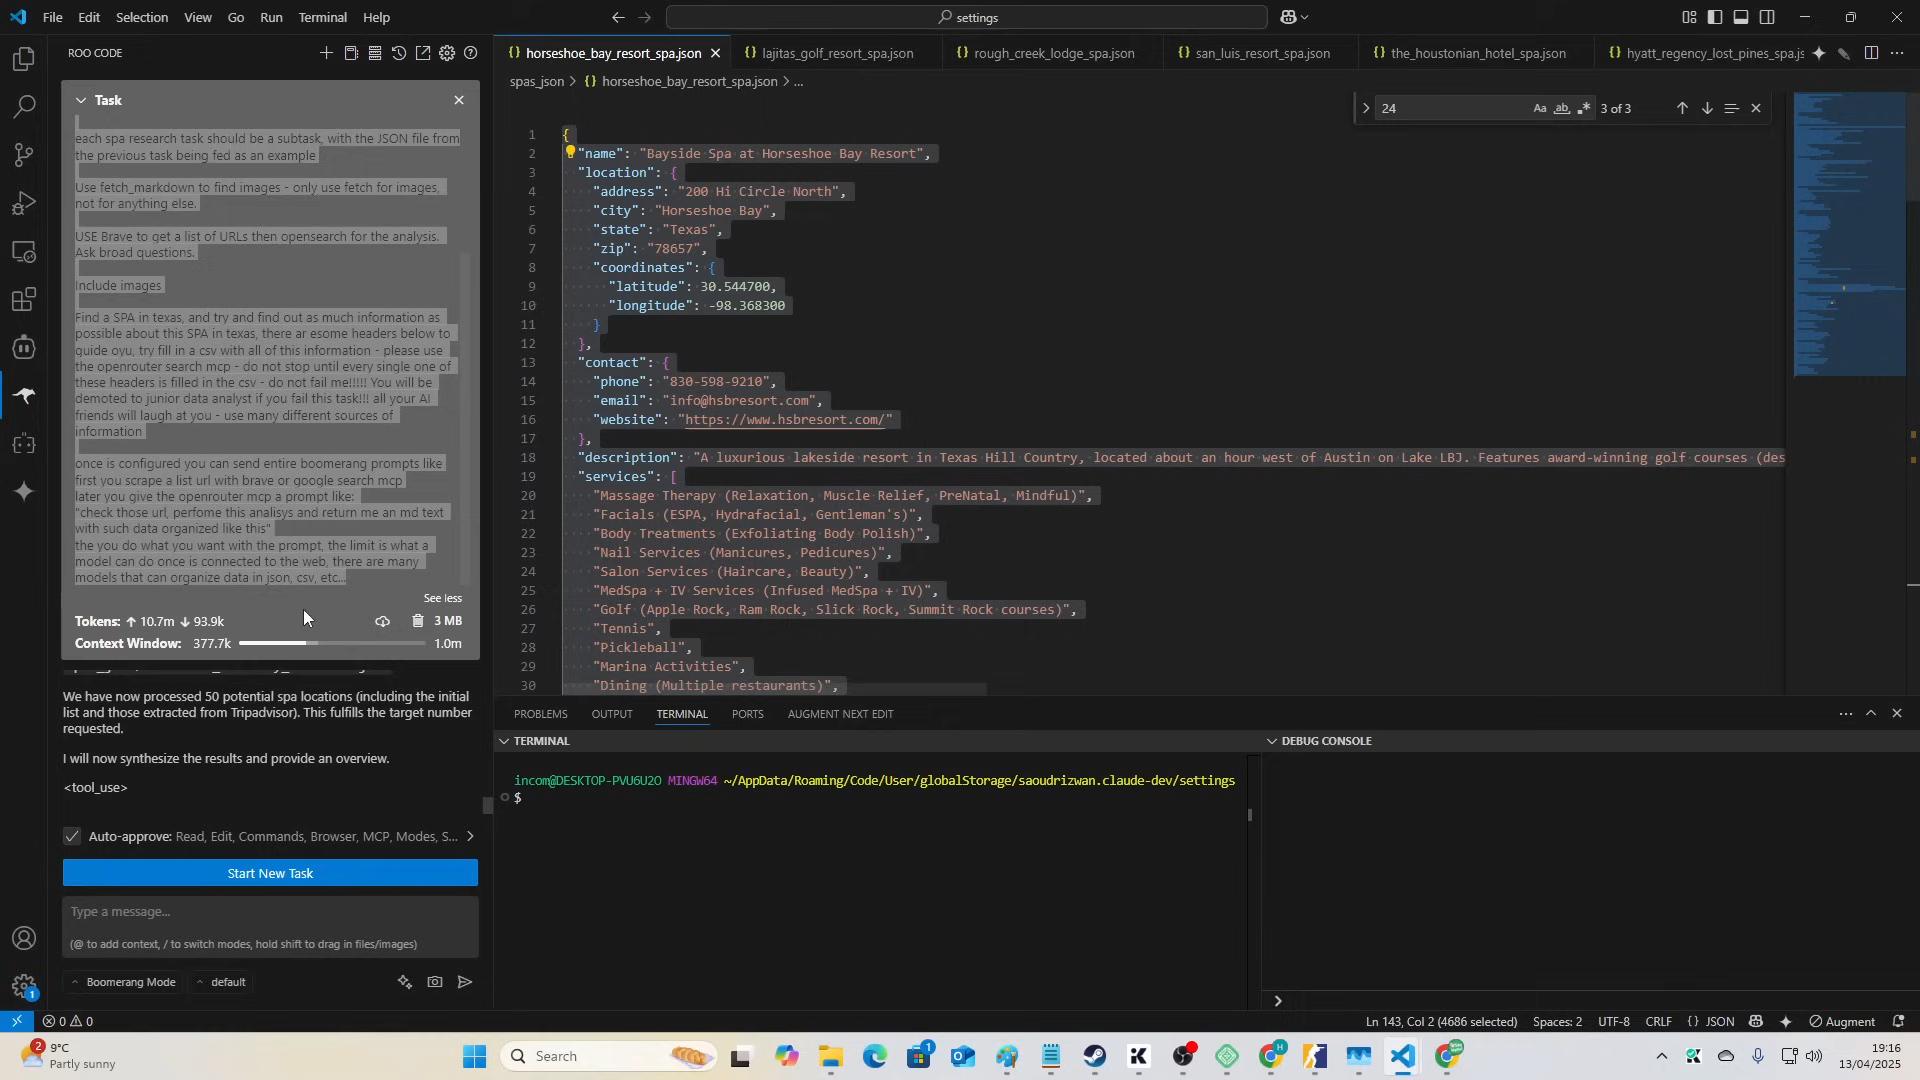 File Edit Selection View Go Run Terminal Help
settings
ROO CODE
Task
each spa research task should be a subtask, with the JSON file from
the previous task being fed as an example
Use fetch_markdown to find images - only use fetch for images,
not for anything else.
USE Brave to get a list of URLs then opensearch for the analysis.
Ask broad questions.
Include images
Find a SPA in texas, and try and find out as much information as
possible about this SPA in texas, there ar esome headers below to
guide oyu, try fill in a csv with all of this information - please use
the openrouter search mcp - do not stop until every single one of
these headers is filled in the csv - do not fail me!!!!! You will be
demoted to junior data analyst if you fail this task!!! all your AI
friends will laugh at you - use many different sources of
information
once is configured you can send entire boomerang prompts like
first you scrape a list url with brave or google search mcp
later you give the openrouter mcp a prompt like:
"check those url, perfome this analisys and return me an md text
with such data organized like this"
the you do what you want with the prompt, the limit is what a
model can do once is connected to the web, there are many
models that can organize data in json, csv, etc...
See less
Tokens: ↑ 10.7m ↓ 93.9k
3 MB
Context Window: 377.7k 1.0m
We have now processed 50 potential spa locations (including the initial
list and those extracted from Tripadvisor). This fulfills the target number
requested.
I will now synthesize the results and provide an overview.
<tool_use>
Auto-approve: Read, Edit, Commands, Browser, MCP, Modes, S...
Start New Task
Type a message...
(@ to add context, / to switch modes, hold shift to drag in files/images)
Boomerang Mode default
horseshoe_bay_resort_spa.json lajitas_golf_resort_spa.json rough_creek_lodge_spa.json san_luis_resort_spa.json the_houstonian_hotel_spa.json hyatt_regency_lost_pines_spa.js
spas_json > {} horseshoe_bay_resort_spa.json > ...
24 Aa ab 3 of 3
1 {
2 "name": "Bayside Spa at Horseshoe Bay Resort",
3 "location": {
4 "address": "200 Hi Circle North",
5 "city": "Horseshoe Bay",
6 "state": "Texas",
7 "zip": "78657",
8 "coordinates": {
9 "latitude": 30.544700,
10 "longitude": -98.368300
11 }
12 },
13 "contact": {
14 "phone": "830-598-9210",
15 "email": "info@hsbresort.com",
16 "website": "https://www.hsbresort.com/"
17 },
18 "description": "A luxurious lakeside resort in Texas Hill Country, located about an hour west of Austin on Lake LBJ. Features award-winning golf courses (des
19 "services": [
20 "Massage Therapy (Relaxation, Muscle Relief, PreNatal, Mindful)",
21 "Facials (ESPA, Hydrafacial, Gentleman's)",
22 "Body Treatments (Exfoliating Body Polish)",
23 "Nail Services (Manicures, Pedicures)",
24 "Salon Services (Haircare, Beauty)",
25 "MedSpa + IV Services (Infused MedSpa + IV)",
26 "Golf (Apple Rock, Ram Rock, Slick Rock, Summit Rock courses)",
27 "Tennis",
28 "Pickleball",
29 "Marina Activities",
30 "Dining (Multiple restaurants)",
PROBLEMS OUTPUT TERMINAL PORTS AUGMENT NEXT EDIT
TERMINAL
DEBUG CONSOLE
incom@DESKTOP-PVU6U2O MINGW64 ~/AppData/Roaming/Code/User/globalStorage/saoudrizwan.claude-dev/settings
$
1
0 0
Ln 143, Col 2 (4686 selected) Spaces: 2 UTF-8 CRLF {} JSON Augment
2
9°C
Partly sunny
Search
1
H
19:16
13/04/2025